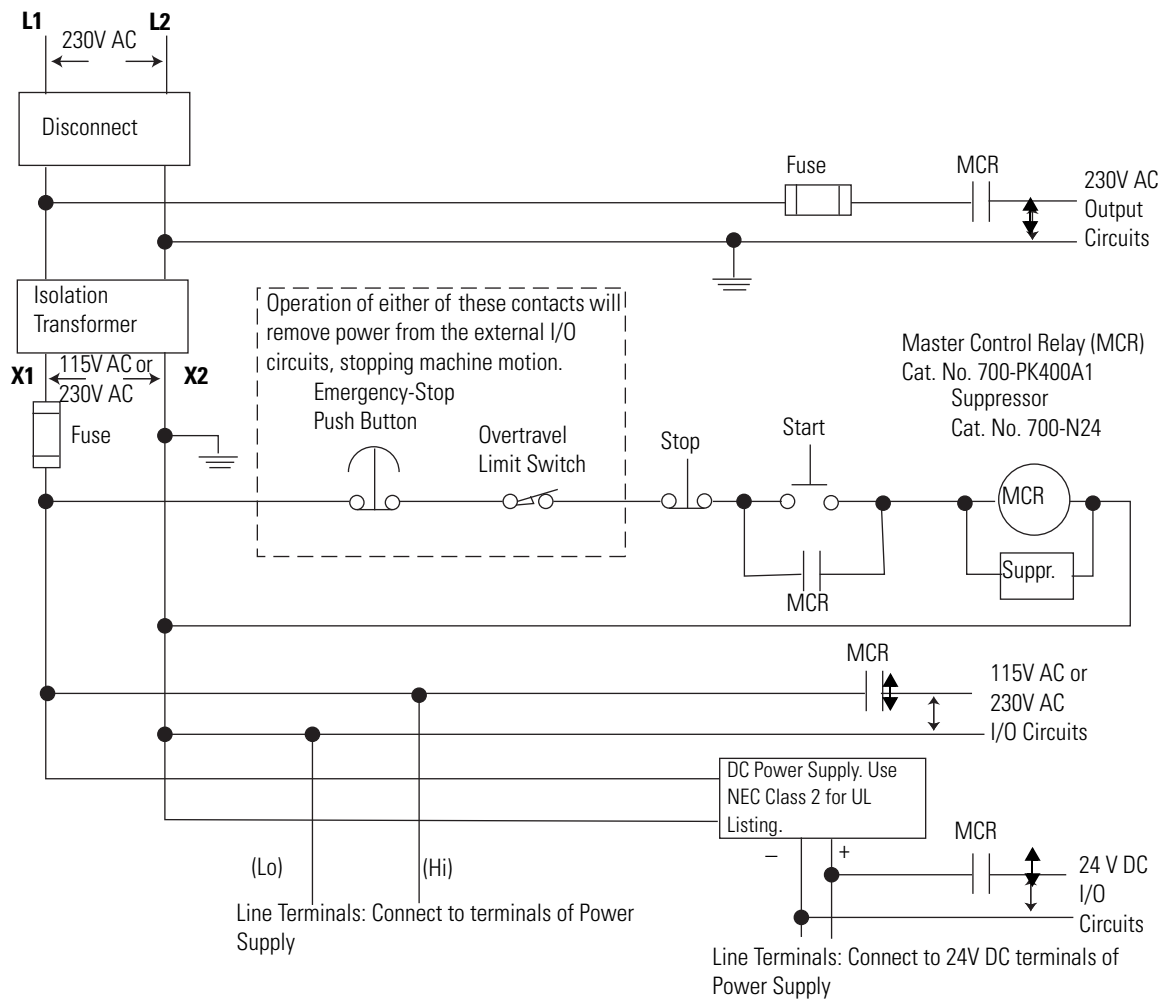 L1
L2
230V AC
Disconnect
Fuse
MCR
230V AC
Output
Circuits
Isolation
Transformer
Operation of either of these contacts will
remove power from the external I/O
circuits, stopping machine motion.
X1
115V AC or
230V AC
X2
Fuse
Emergency-Stop
Push Button
Overtravel
Limit Switch
Stop
Start
Master Control Relay (MCR)
Cat. No. 700-PK400A1
Suppressor
Cat. No. 700-N24
MCR
Suppr.
MCR
MCR
115V AC or
230V AC
I/O Circuits
DC Power Supply. Use
NEC Class 2 for UL
Listing.
MCR
–
+
24 V DC
I/O
Circuits
(Lo)
(Hi)
Line Terminals: Connect to terminals of Power
Supply
Line Terminals: Connect to 24V DC terminals of
Power Supply